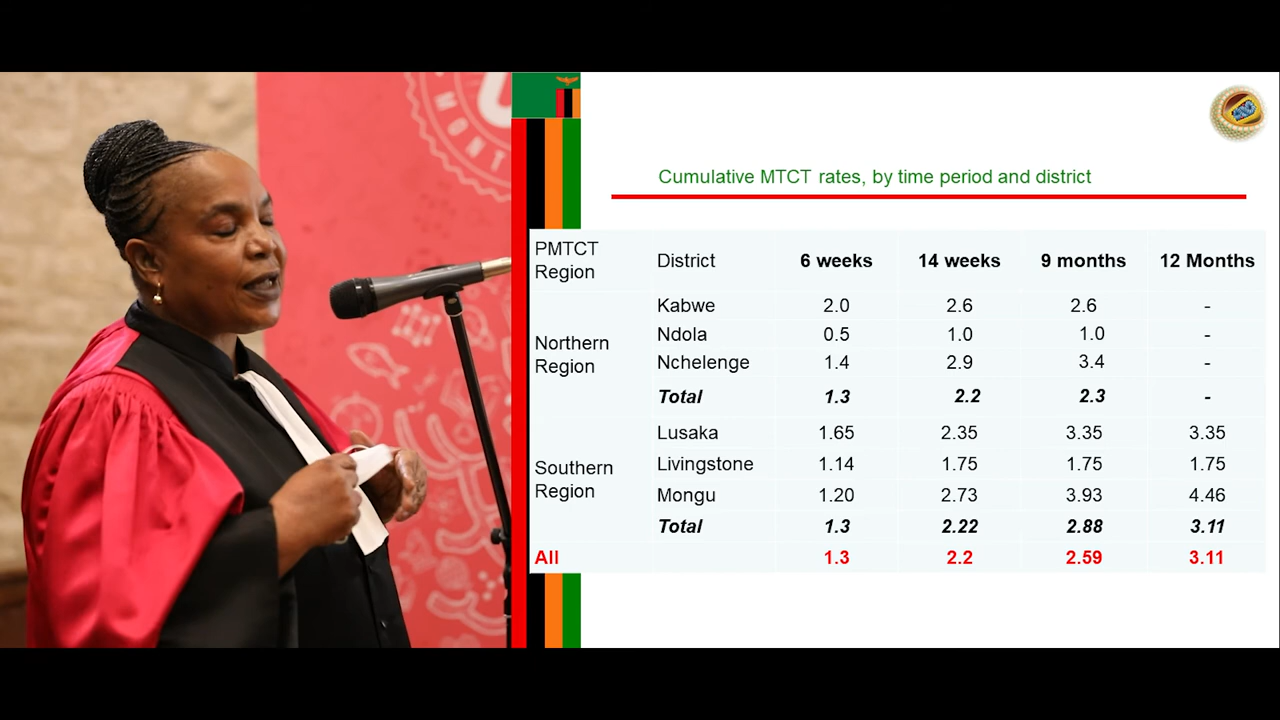 U
MONT
Cumulative MTCT rates, by time period and district
PMTCT Region District 6 weeks 14 weeks 9 months 12 Months
Northern Region
Kabwe 2.0 2.6 2.6 -
Ndola 0.5 1.0 1.0 -
Nchelenge 1.4 2.9 3.4 -
Total 1.3 2.2 2.3 -
Southern Region
Lusaka 1.65 2.35 3.35 3.35
Livingstone 1.14 1.75 1.75 1.75
Mongu 1.20 2.73 3.93 4.46
Total 1.3 2.22 2.88 3.11
All 1.3 2.2 2.59 3.11